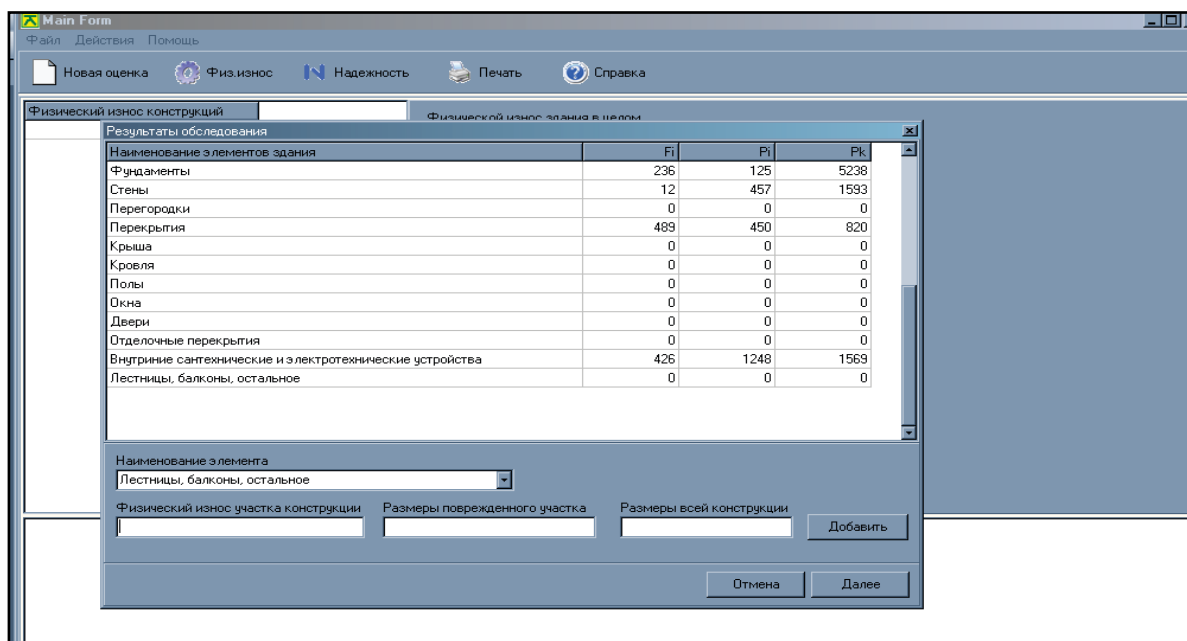 Main Form
Файл Действия Помощь
Новая оценка Физ.износ Надежность Печать Справка
Физический износ конструкций
Физической износ здания в целом
Результаты обследования
Наименование элементов здания Fi Pi Pk
Фундаменты 236 125 5238
Стены 12 457 1593
Перегородки 0 0 0
Перекрытия 489 450 820
Крыша 0 0 0
Кровля 0 0 0
Полы 0 0 0
Окна 0 0 0
Двери 0 0 0
Отделочные перекрытия 0 0 0
Внутриние сантехнические и электротехнические устройства 426 1248 1569
Лестницы, балконы, остальное 0 0 0
Наименование элемента
Лестницы, балконы, остальное
Физический износ участка конструкции Размеры поврежденного участка Размеры всей конструкции
Добавить
Отмена Далее